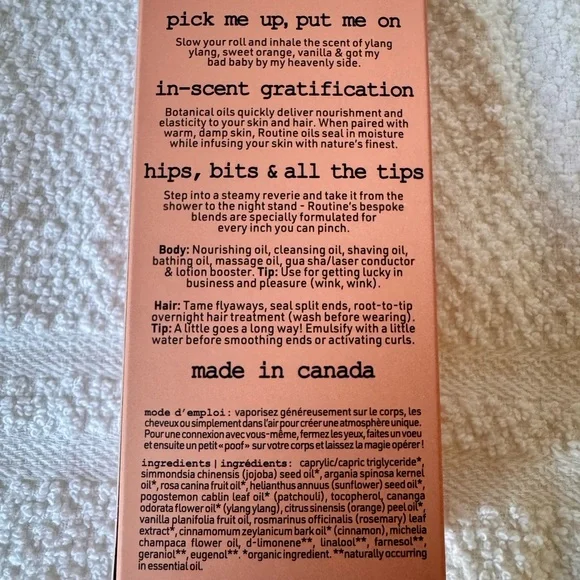 pick me up, put me on
Slow your roll and inhale the scent of ylang
ylang, sweet orange, vanilla & got my
bad baby by my heavenly side.
in-scent gratification
Botanical oils quickly deliver nourishment and
elasticity to your skin and hair. When paired with
warm, damp skin, Routine oils seal in moisture
while infusing your skin with nature's finest.
hips, bits & all the tips
Step into a steamy reverie and take it from the
shower to the night stand - Routine's bespoke
blends are specially formulated for
every inch you can pinch.
Body: Nourishing oil, cleansing oil, shaving oil,
bathing oil, massage oil, gua sha/laser conductor
& lotion booster. Tip: Use for getting lucky in
business and pleasure (wink, wink).
Hair: Tame flyaways, seal split ends, root-to-tip
overnight hair treatment (wash before wearing).
Tip: A little goes a long way! Emulsify with a little
water before smoothing ends or activating curls.
made in canada
mode d'emploi: vaporisez généreusement sur le corps, les
cheveux ou simplement dans l'air pour créer une atmosphère unique.
Pour une connexion avec vous-même, fermez les yeux, faites un voeu
et ensuite un petit «poof» sur votre corps et laissez la magie opérer!
ingredients | ingrédients: caprylic/capric triglyceride*,
simmondsia chinensis (jojoba) seed oil*, argania spinosa kernel
oil*, rosa canina fruit oil*, helianthus annuus (sunflower) seed oil*,
pogostemon cablin leaf oil* (patchouli), tocopherol, cananga
odorata flower oil* (ylang ylang), citrus sinensis (orange) peel oil*,
vanilla planifolia fruit oil, rosmarinus officinalis (rosemary) leaf
extract*, cinnamomum zeylanicum bark oil* (cinnamon), michelia
champaca flower oil, d-limonene**, linalool**, farnesol**,
geraniol**, eugenol**. *organic ingredient. **naturally occurring
in essential oil.